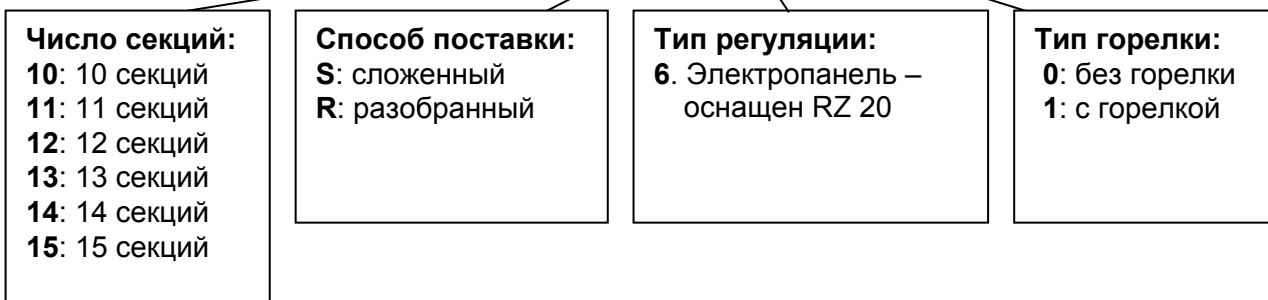 Число секций:
10: 10 секций
11: 11 секций
12: 12 секций
13: 13 секций
14: 14 секций
15: 15 секций
Способ поставки:
S: сложенный
R: разобранный
Тип регуляции:
6. Электропанель –
оснащен RZ 20
Тип горелки:
0: без горелки
1: с горелкой